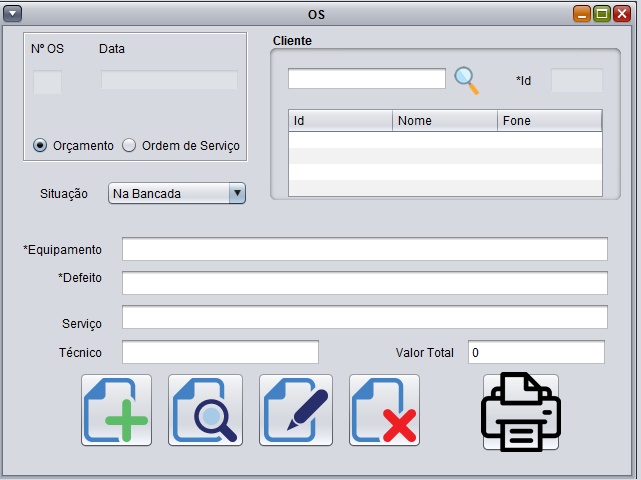 OS
Nº OS Data
Orçamento Ordem de Serviço
Cliente
*Id
Id Nome Fone
Situação Na Bancada
*Equipamento
*Defeito
Serviço
Técnico Valor Total 0